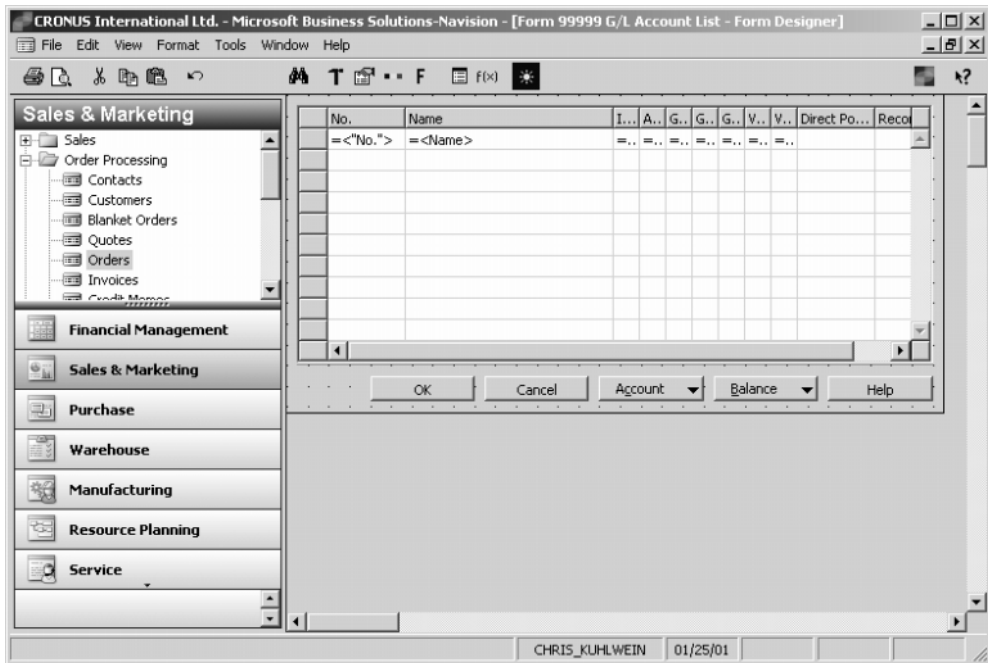 CRONUS International Ltd. - Microsoft Business Solutions-Navision - [Form 99999 G/L Account List - Form Designer]
File Edit View Format Tools Window Help
T F f(x) ?
Sales & Marketing
Sales
Order Processing
Contacts
Customers
Blanket Orders
Quotes
Orders
Invoices
Credit Memos
Financial Management
Sales & Marketing
Purchase
Warehouse
Manufacturing
Resource Planning
Service
No. Name I... A.. G.. G.. G.. V.. V.. Direct Po... Recon
=<"No."> =<Name> =.. =.. =.. =.. =.. =.. =..
OK Cancel Account Balance Help
CHRIS_KUHLWEIN 01/25/01